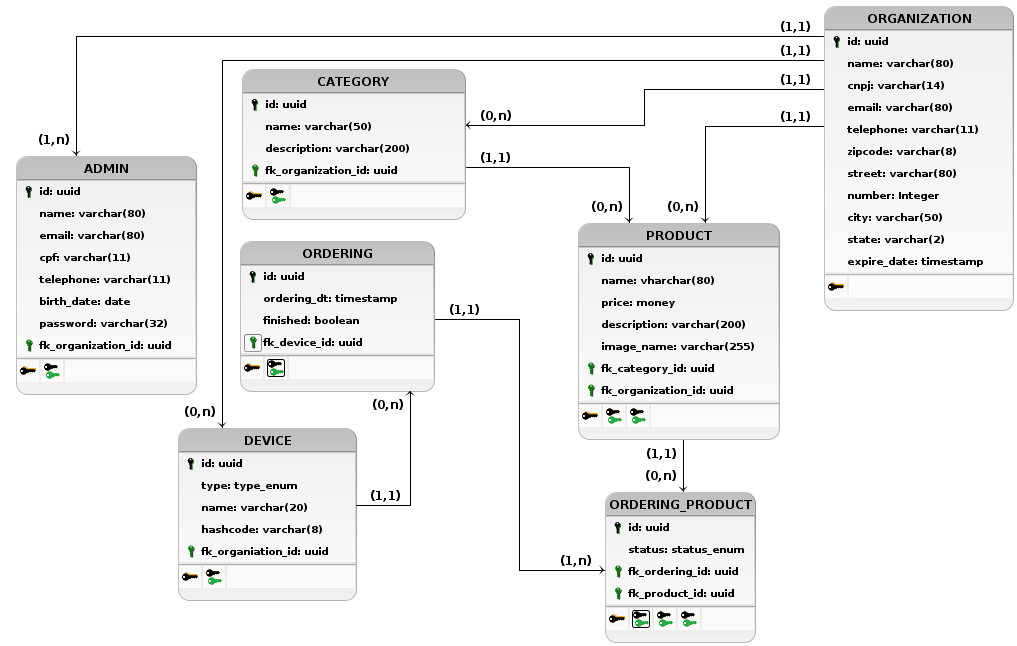 ORGANIZATION
id: uuid
name: varchar(80)
cnpj: varchar(14)
email: varchar(80)
telephone: varchar(11)
zipcode: varchar(8)
street: varchar(80)
number: Integer
city: varchar(50)
state: varchar(2)
expire_date: timestamp
(1,1)
(1,1)
(1,1)
(1,1)
CATEGORY
id: uuid
name: varchar(50)
description: varchar(200)
fk_organization_id: uuid
(0,n)
(1,1)
(1,n)
ADMIN
id: uuid
name: varchar(80)
email: varchar(80)
cpf: varchar(11)
telephone: varchar(11)
birth_date: date
password: varchar(32)
fk_organization_id: uuid
(0,n)
(0,n)
PRODUCT
id: uuid
name: vharchar(80)
price: money
description: varchar(200)
image_name: varchar(255)
fk_category_id: uuid
fk_organization_id: uuid
ORDERING
id: uuid
ordering_dt: timestamp
finished: boolean
fk_device_id: uuid
(1,1)
(0,n)
(0,n)
DEVICE
id: uuid
type: type_enum
name: varchar(20)
hashcode: varchar(8)
fk_organiation_id: uuid
(1,1)
(1,1)
(0,n)
ORDERING_PRODUCT
id: uuid
status: status_enum
fk_ordering_id: uuid
fk_product_id: uuid
(1,n)